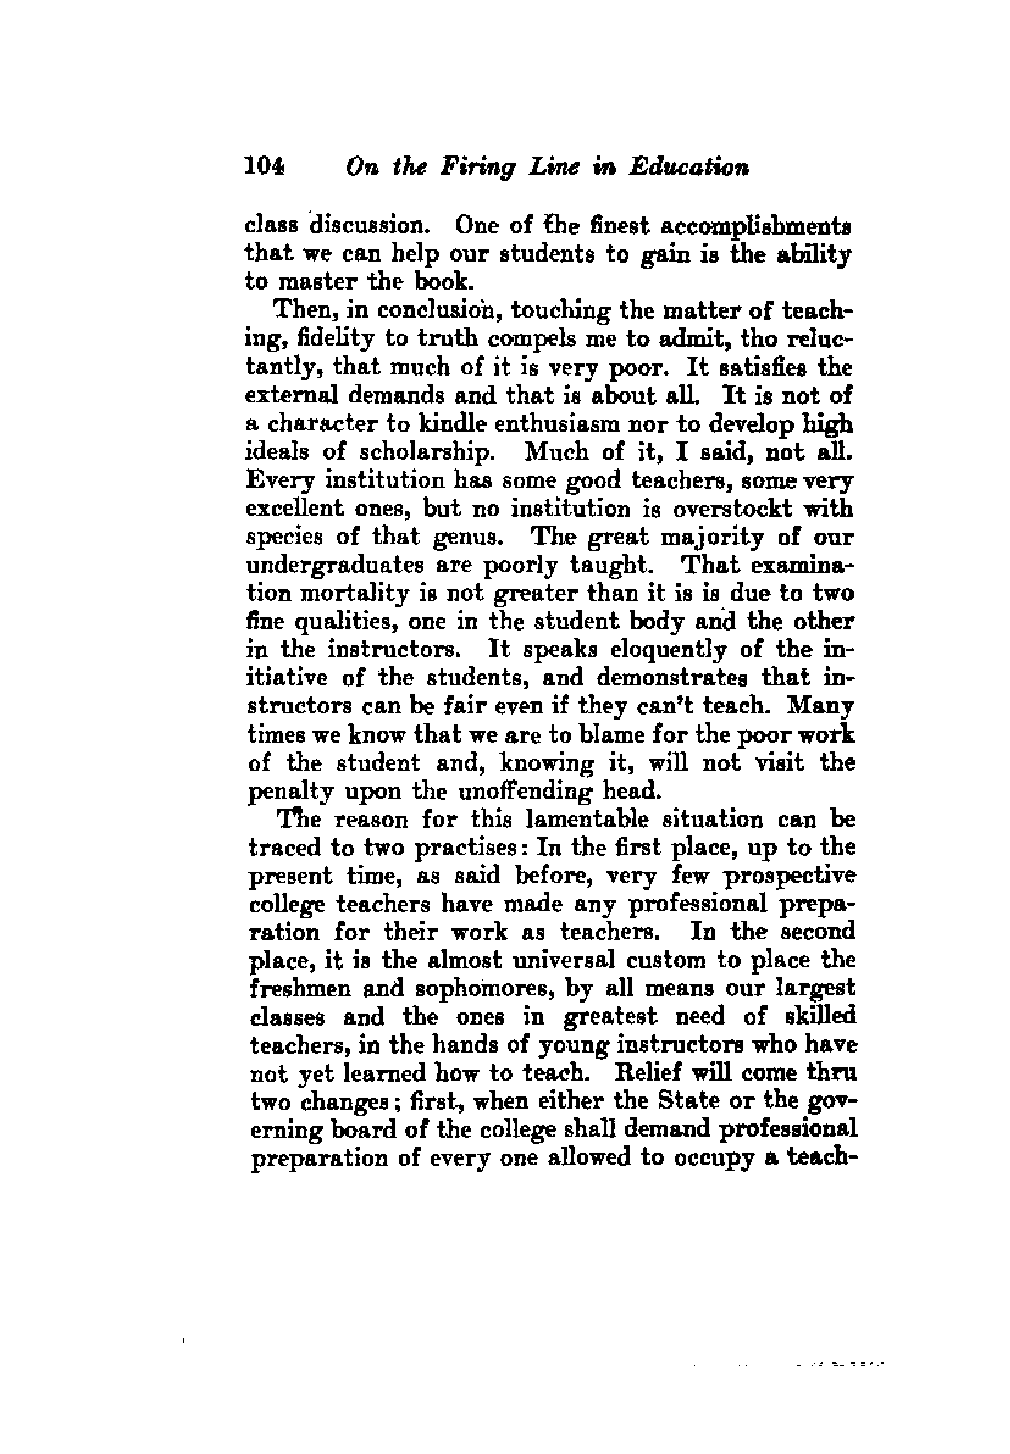 104 On the Firing Line in Education
class discussion. One of the finest accomplishments
that we can help our students to gain is the ability
to master the book.
Then, in conclusion, touching the matter of teach-
ing, fidelity to truth compels me to admit, tho reluc-
tantly, that much of it is very poor. It satisfies the
external demands and that is about all. It is not of
a character to kindle enthusiasm nor to develop high
ideals of scholarship. Much of it, I said, not all.
Every institution has some good teachers, some very
excellent ones, but no institution is overstockt with
species of that genus. The great majority of our
undergraduates are poorly taught. That examina-
tion mortality is not greater than it is is due to two
fine qualities, one in the student body and the other
in the instructors. It speaks eloquently of the in-
itiative of the students, and demonstrates that in-
structors can be fair even if they can't teach. Many
times we know that we are to blame for the poor work
of the student and, knowing it, will not visit the
penalty upon the unoffending head.
The reason for this lamentable situation can be
traced to two practises: In the first place, up to the
present time, as said before, very few prospective
college teachers have made any professional prepa-
ration for their work as teachers. In the second
place, it is the almost universal custom to place the
freshmen and sophomores, by all means our largest
classes and the ones in greatest need of skilled
teachers, in the hands of young instructors who have
not yet learned how to teach. Relief will come thru
two changes; first, when either the State or the gov-
erning board of the college shall demand professional
preparation of every one allowed to occupy a teach-